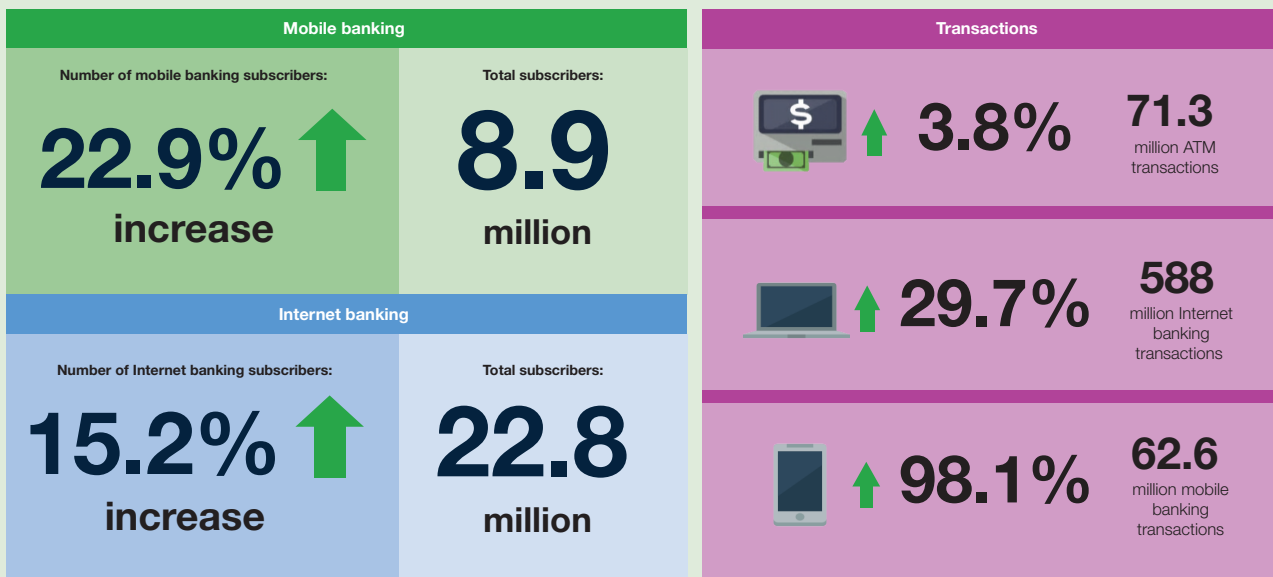 Mobile banking
Number of mobile banking subscribers:
22.9%
increase
Total subscribers:
8.9
million
Internet banking
Number of Internet banking subscribers:
15.2%
increase
Total subscribers:
22.8
million
Transactions
$
3.8%
71.3
million ATM
transactions
29.7%
588
million Internet
banking
transactions
98.1%
62.6
million mobile
banking
transactions